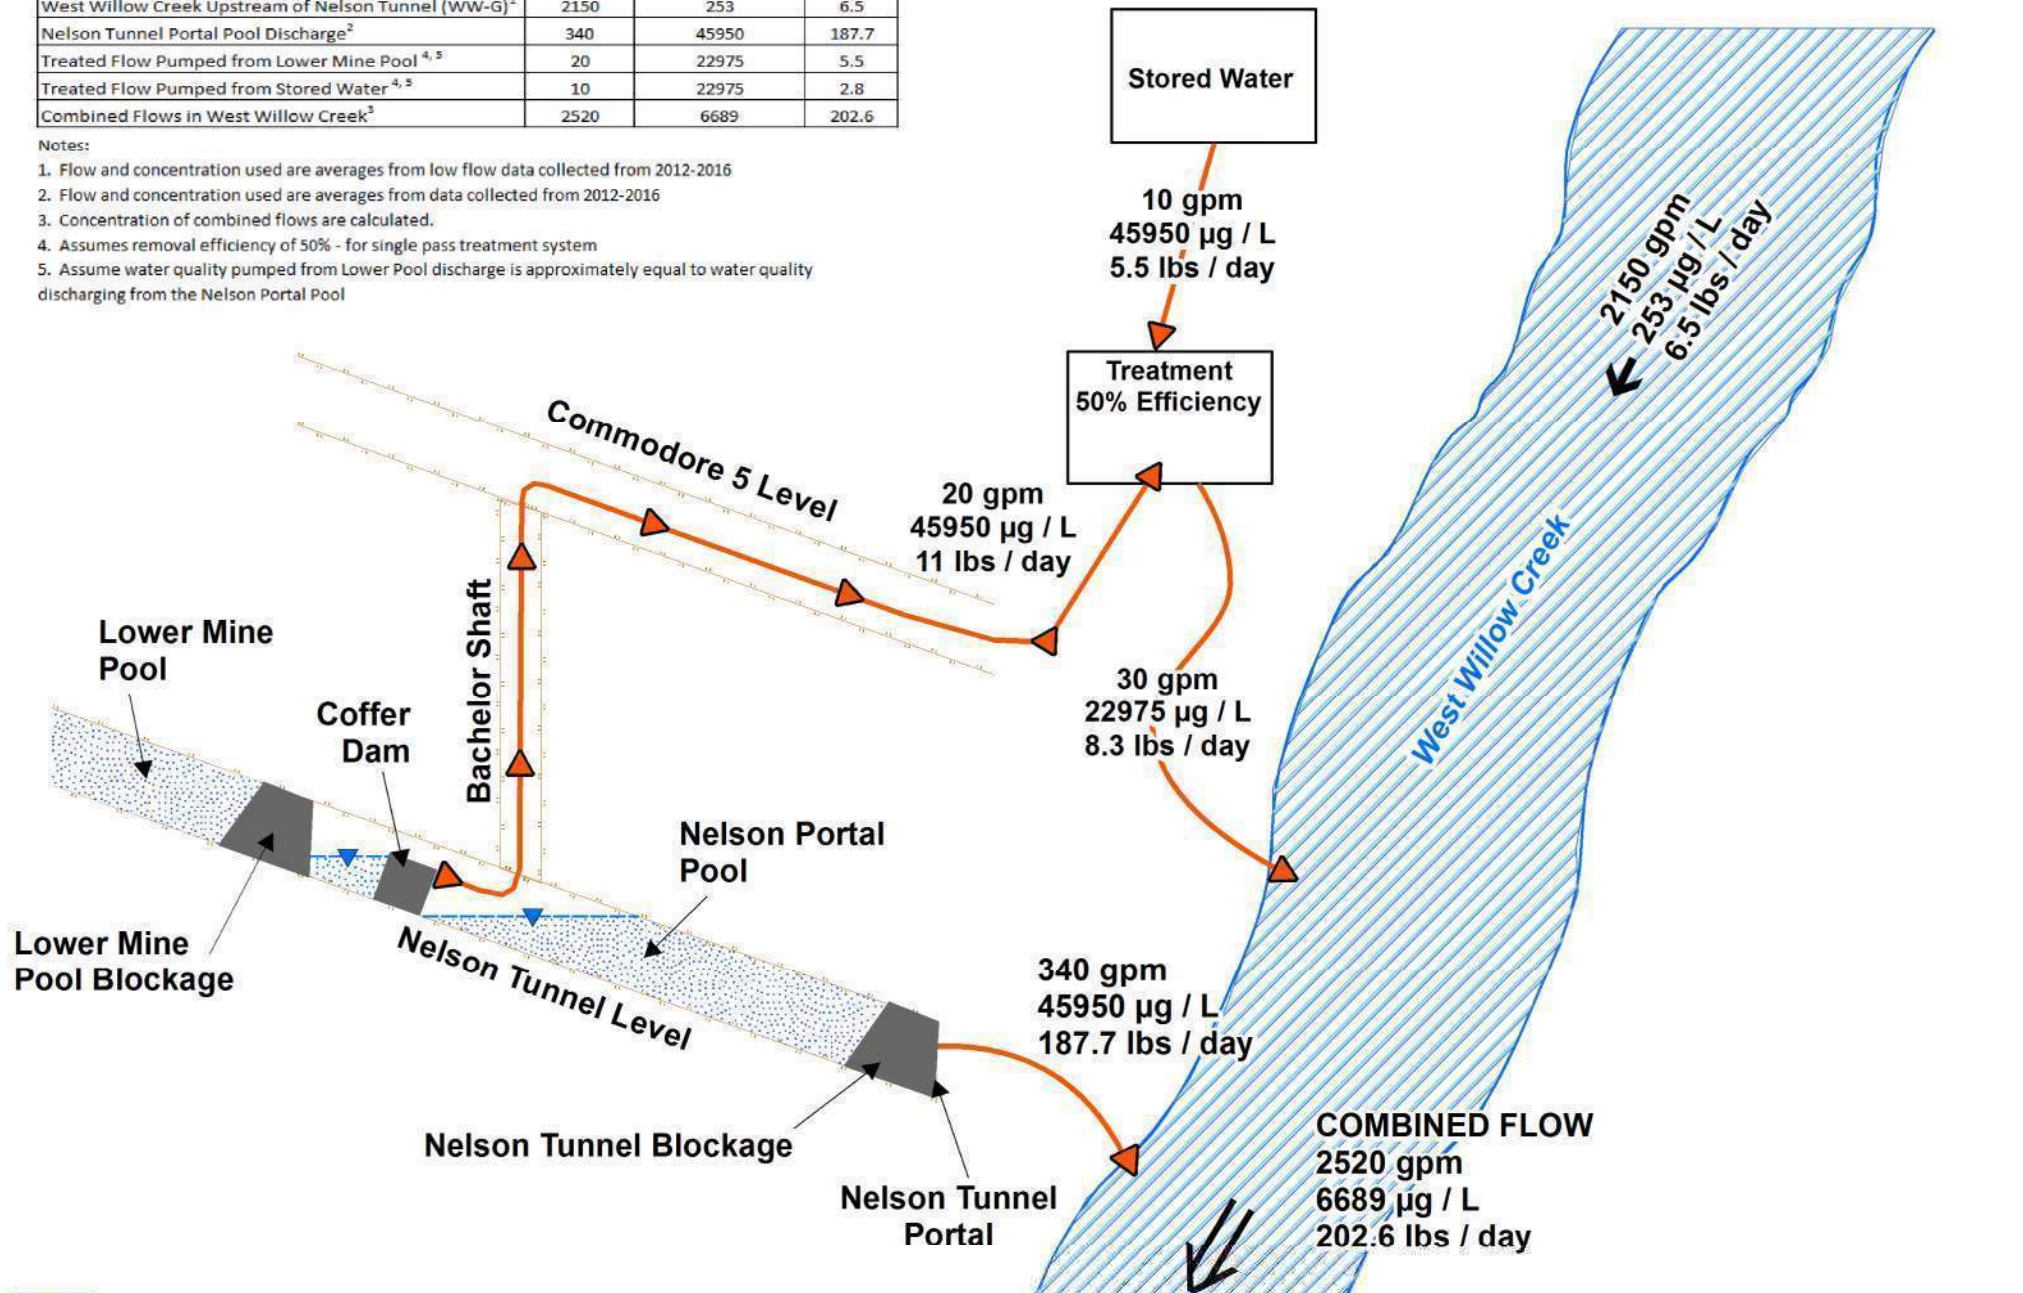 West Willow Creek Upstream of Nelson Tunnel (WW-G)¹ 2150 253 6.5
Nelson Tunnel Portal Pool Discharge² 340 45950 187.7
Treated Flow Pumped from Lower Mine Pool ⁴˒ ⁵ 20 22975 5.5
Treated Flow Pumped from Stored Water ⁴˒ ⁵ 10 22975 2.8
Combined Flows in West Willow Creek³ 2520 6689 202.6
Notes:
1. Flow and concentration used are averages from low flow data collected from 2012-2016
2. Flow and concentration used are averages from data collected from 2012-2016
3. Concentration of combined flows are calculated.
4. Assumes removal efficiency of 50% - for single pass treatment system
5. Assume water quality pumped from Lower Pool discharge is approximately equal to water quality
discharging from the Nelson Portal Pool
Stored Water
10 gpm
45950 µg / L
5.5 lbs / day
Treatment
50% Efficiency
2150 gpm
253 µg / L
6.5 lbs / day
Commodore 5 Level
20 gpm
45950 µg / L
11 lbs / day
Bachelor Shaft
West Willow Creek
Lower Mine
Pool
Coffer
Dam
30 gpm
22975 µg / L
8.3 lbs / day
Nelson Portal
Pool
Lower Mine
Pool Blockage
Nelson Tunnel Level
340 gpm
45950 µg / L
187.7 lbs / day
Nelson Tunnel Blockage
Nelson Tunnel
Portal
COMBINED FLOW
2520 gpm
6689 µg / L
202.6 lbs / day